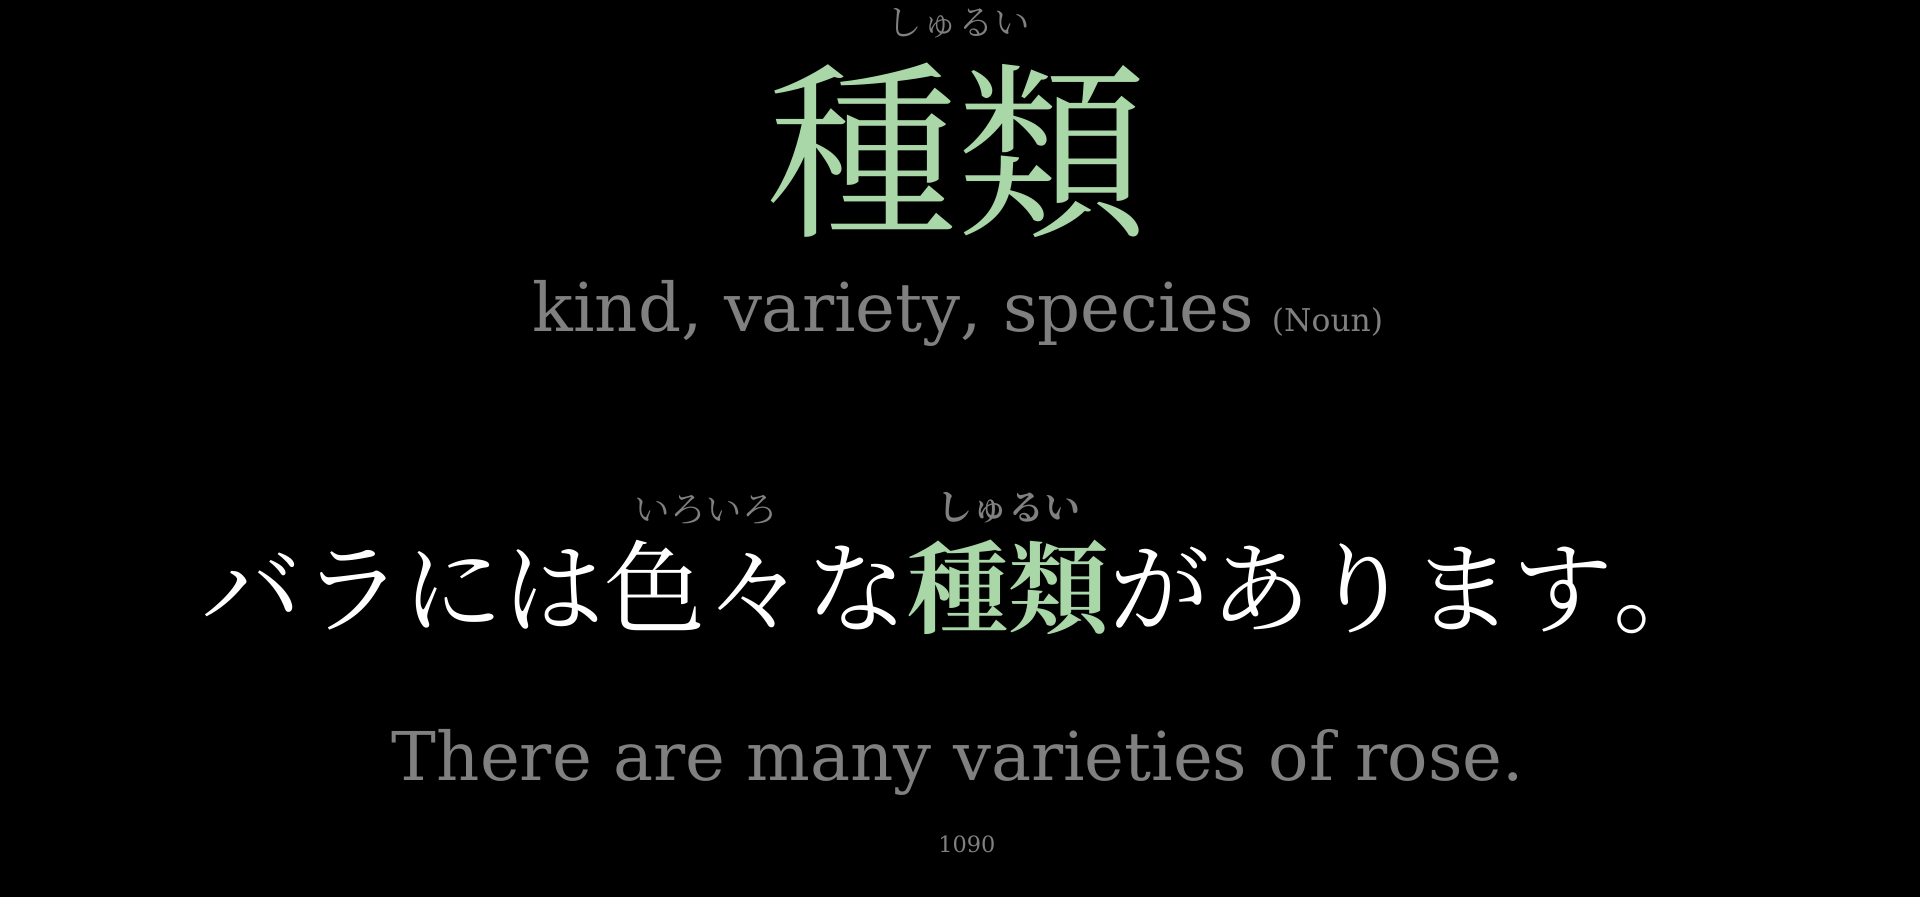 しゅるい
種類
kind, variety, species (Noun)
いろいろ しゅるい
バラには色々な種類があります。
There are many varieties of rose.
1090